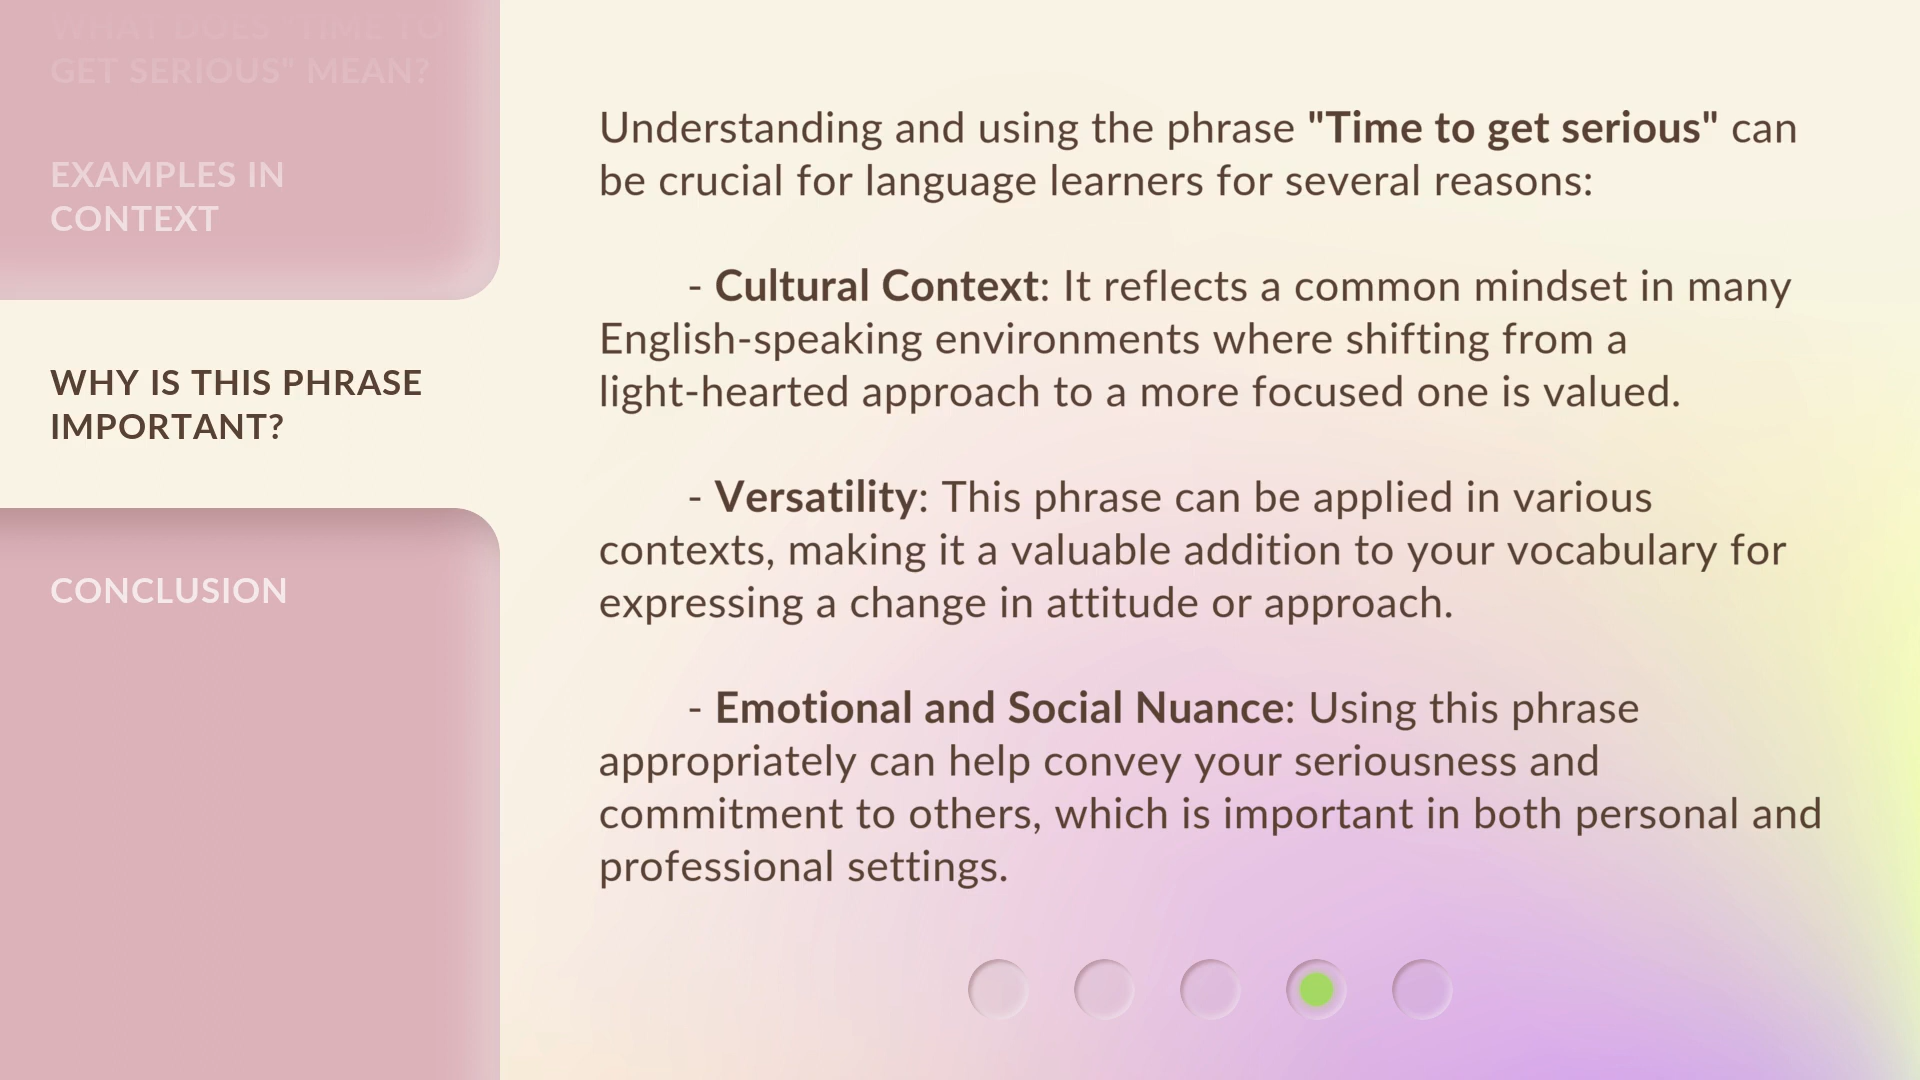 WHAT DOES "TIME TO
GET SERIOUS" MEAN?
EXAMPLES IN
CONTEXT
WHY IS THIS PHRASE
IMPORTANT?
CONCLUSION
Understanding and using the phrase "Time to get serious" can
be crucial for language learners for several reasons:
- Cultural Context: It reflects a common mindset in many
English-speaking environments where shifting from a
light-hearted approach to a more focused one is valued.
- Versatility: This phrase can be applied in various
contexts, making it a valuable addition to your vocabulary for
expressing a change in attitude or approach.
- Emotional and Social Nuance: Using this phrase
appropriately can help convey your seriousness and
commitment to others, which is important in both personal and
professional settings.